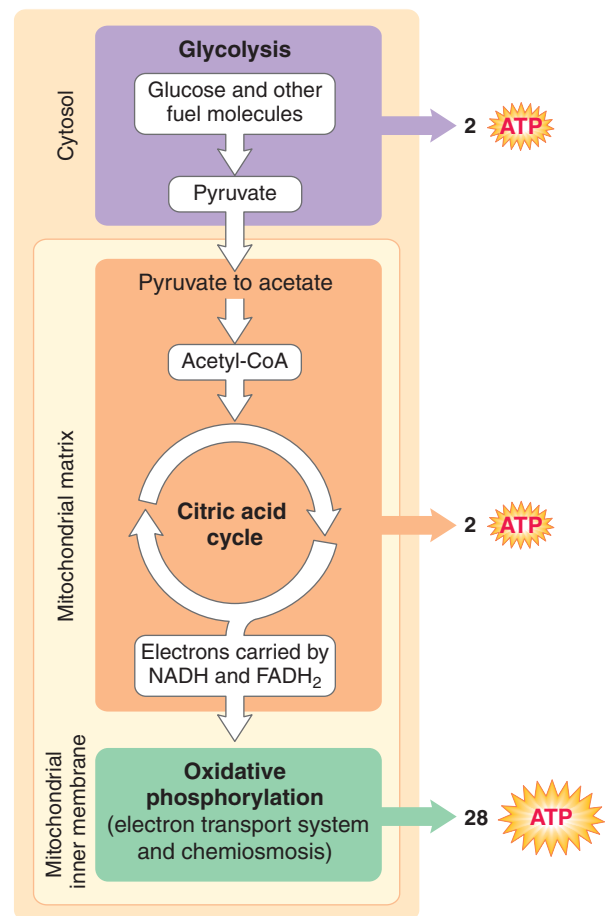 Glycolysis
Glucose and other
fuel molecules
Pyruvate
Cytosol
2 ATP
Pyruvate to acetate
Acetyl-CoA
Citric acid
cycle
Electrons carried by
NADH and FADH₂
Mitochondrial matrix
2 ATP
Oxidative
phosphorylation
(electron transport system
and chemiosmosis)
Mitochondrial
inner membrane
28 ATP